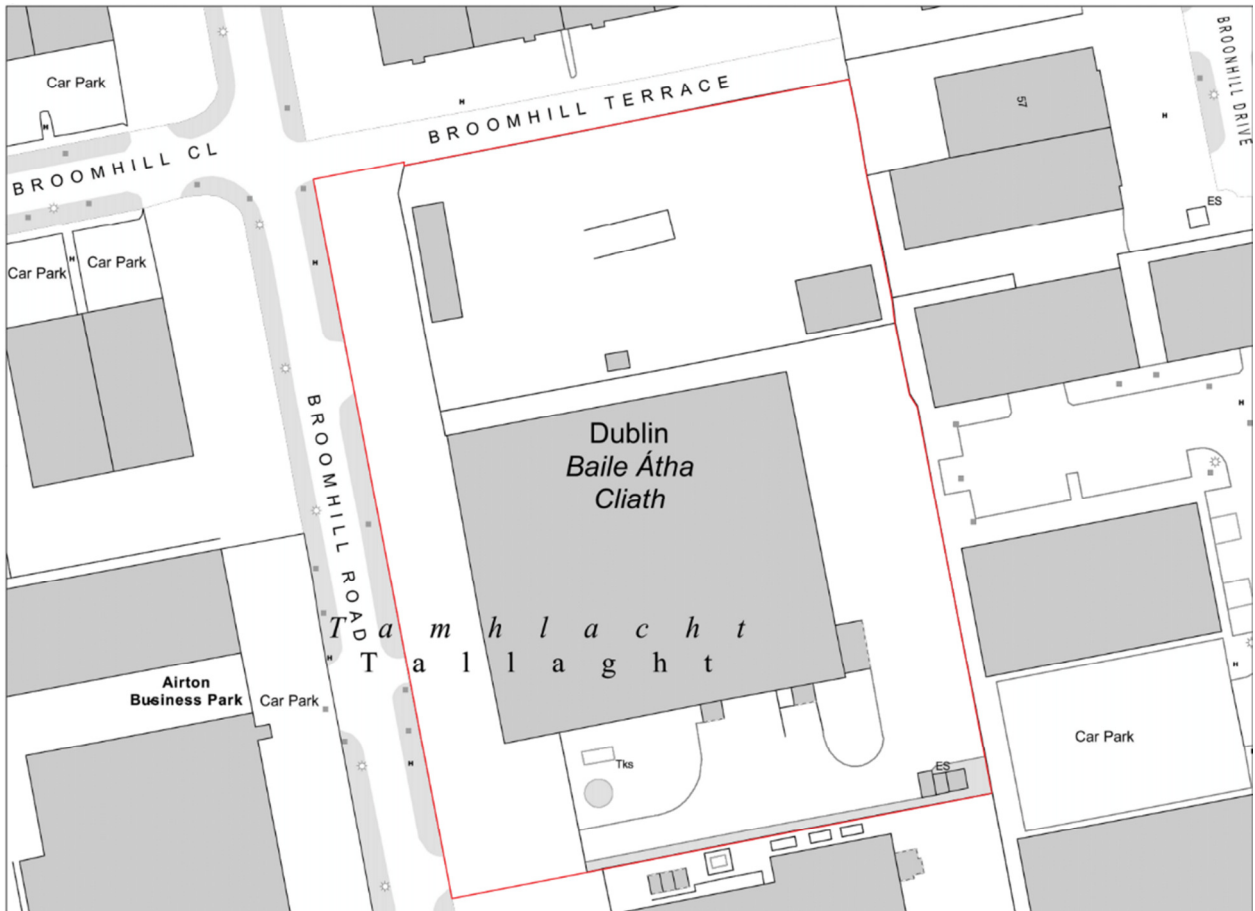 Car Park
H
BROOMHILL CL
H
BROOMHILL TERRACE
57
H
BROONHILL DRIVE
ES
Car Park
H
Car Park
H
BROOMHILL ROAD
Dublin
Baile Átha
Cliath
H
Tamhlacht
Tallaght
H
Airton
Business Park
Car Park
H
Tks
ES
Car Park
H
H